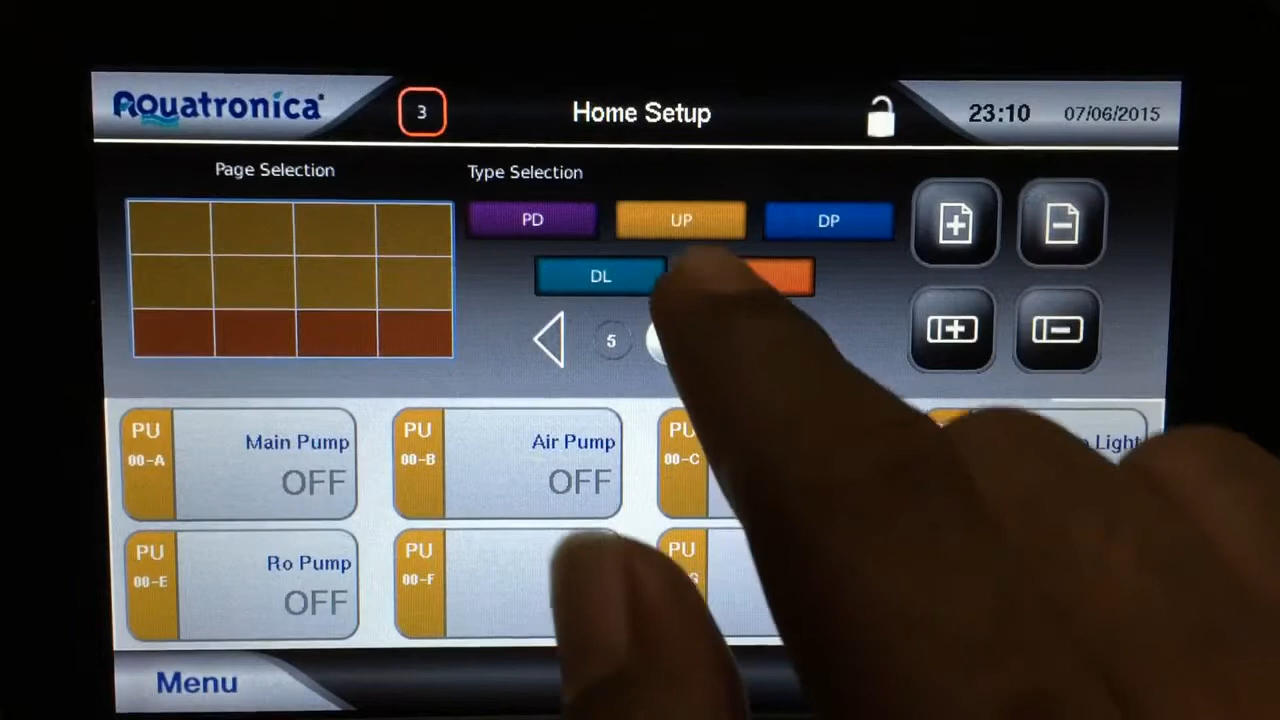 Aquatronica 3 Home Setup 23:10 07/06/2015
Page Selection
Type Selection
PD UP DP
DL
5
PU
00-A
Main Pump
OFF
PU
00-B
Air Pump
OFF
PU
00-C
Light
PU
00-E
Ro Pump
OFF
PU
00-F
PU
Menu